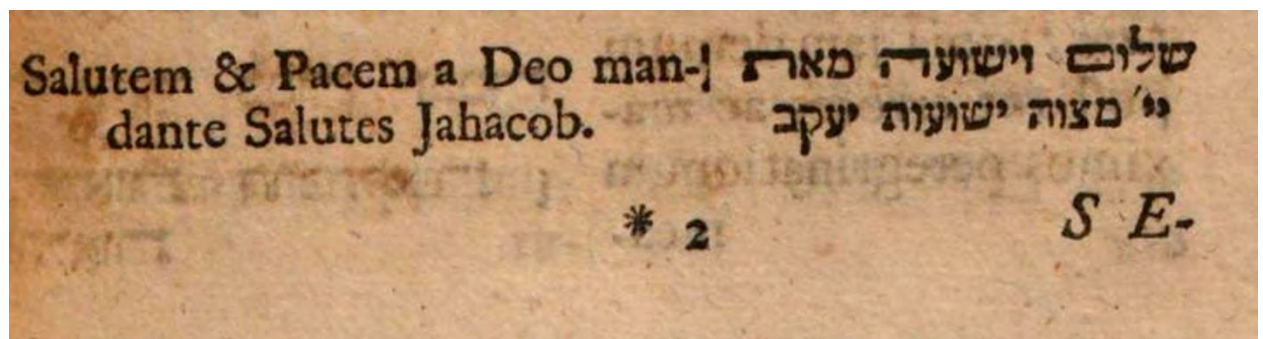 Salutem & Pacem a Deo man-
dante Salutes Jahacob.
שלום וישועה מאת
יי׳ מצוה ישועות יעקב
* 2
S E-